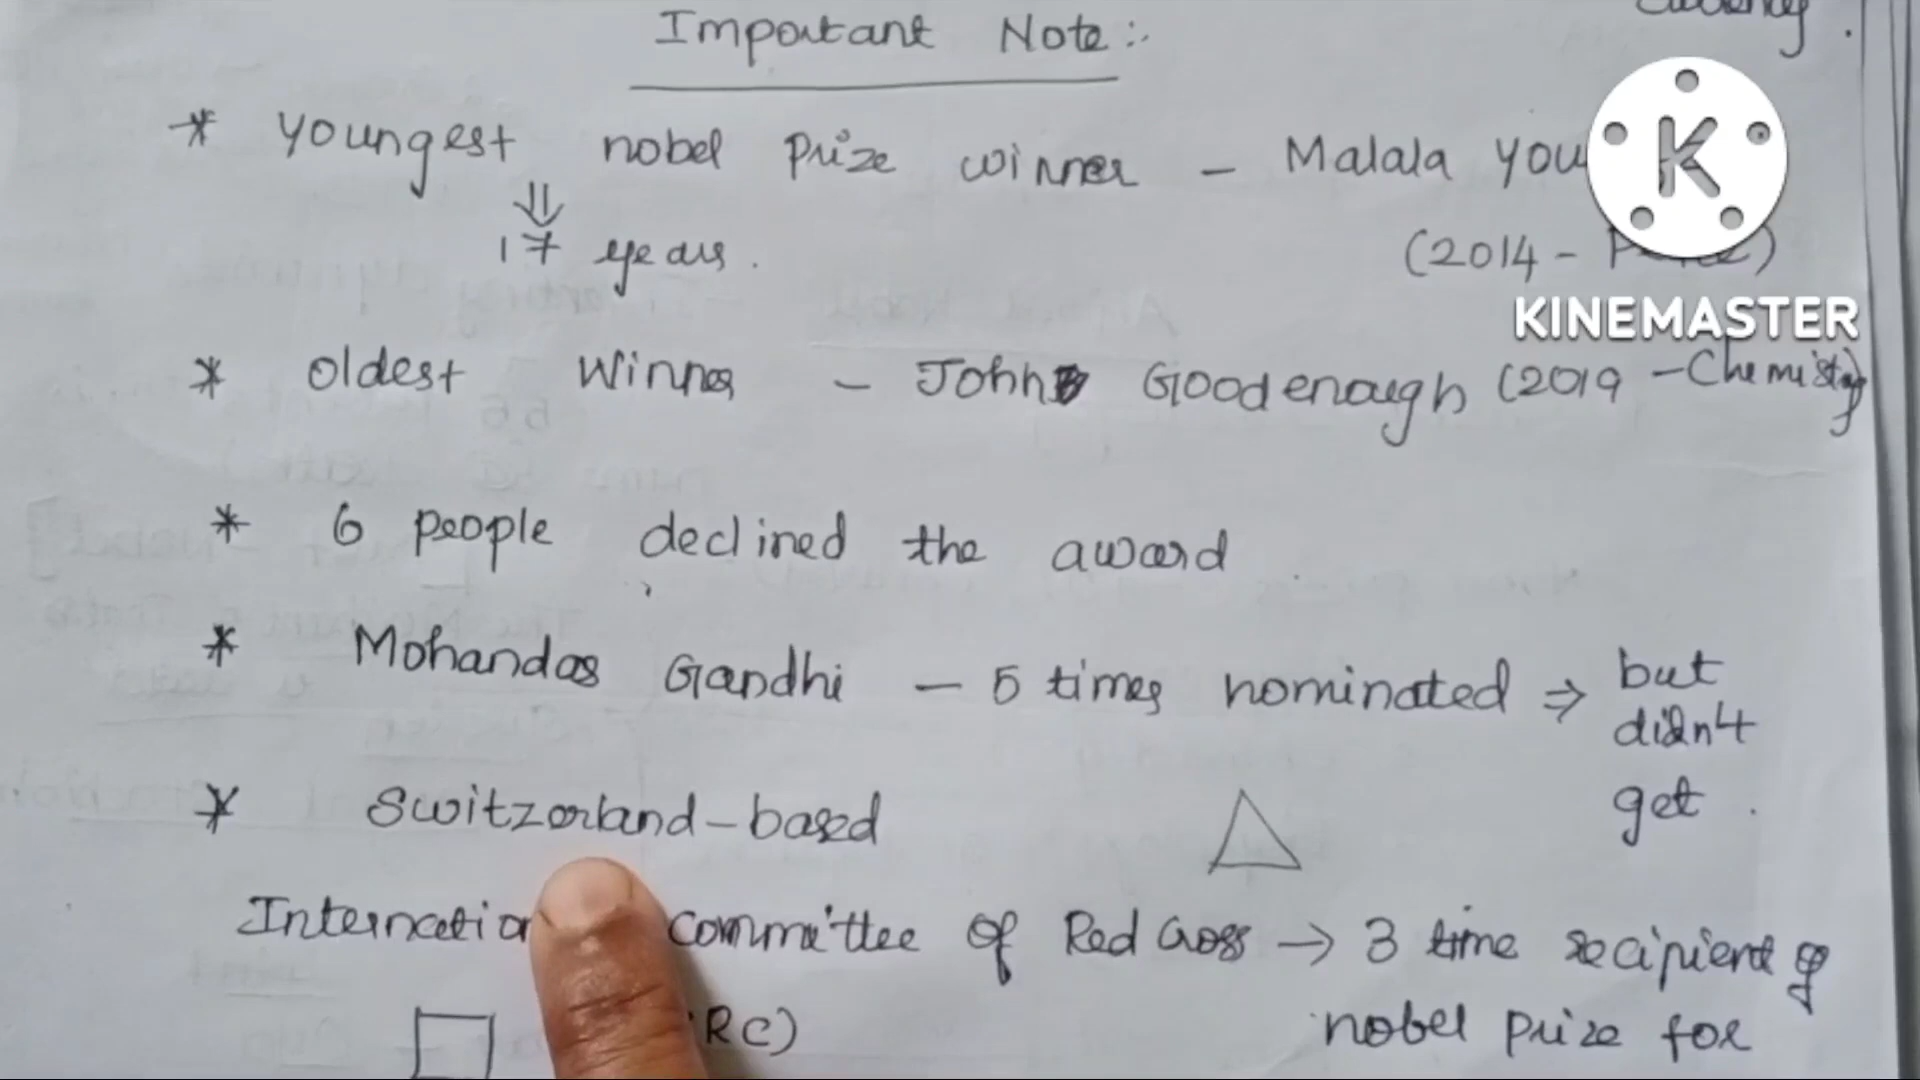 Important Note:
* Youngest nobel Prize winner - Malala You
17 years.
(2014 -
KINEMASTER
* Oldest Winner - John Goodenough (2019 - Chemistry
* 6 people declined the award
* Mohandas Gandhi - 5 times nominated ⇒ but
didn't
get.
* Switzerland-based
Internation committee of Red Cross → 3 time recipient of
RC) nobel Prize for